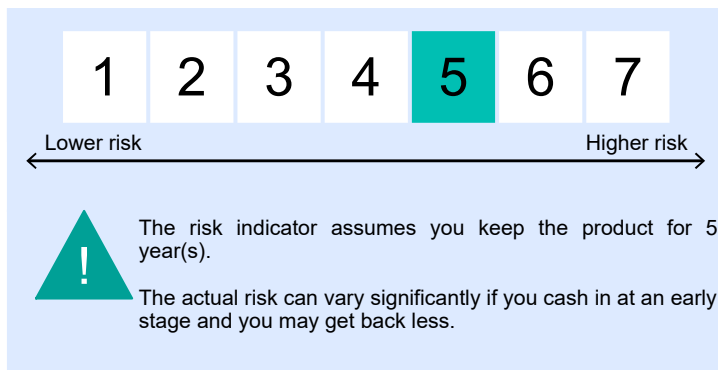 1 2 3 4 5 6 7
Lower risk Higher risk
!
The risk indicator assumes you keep the product for 5
year(s).
The actual risk can vary significantly if you cash in at an early
stage and you may get back less.